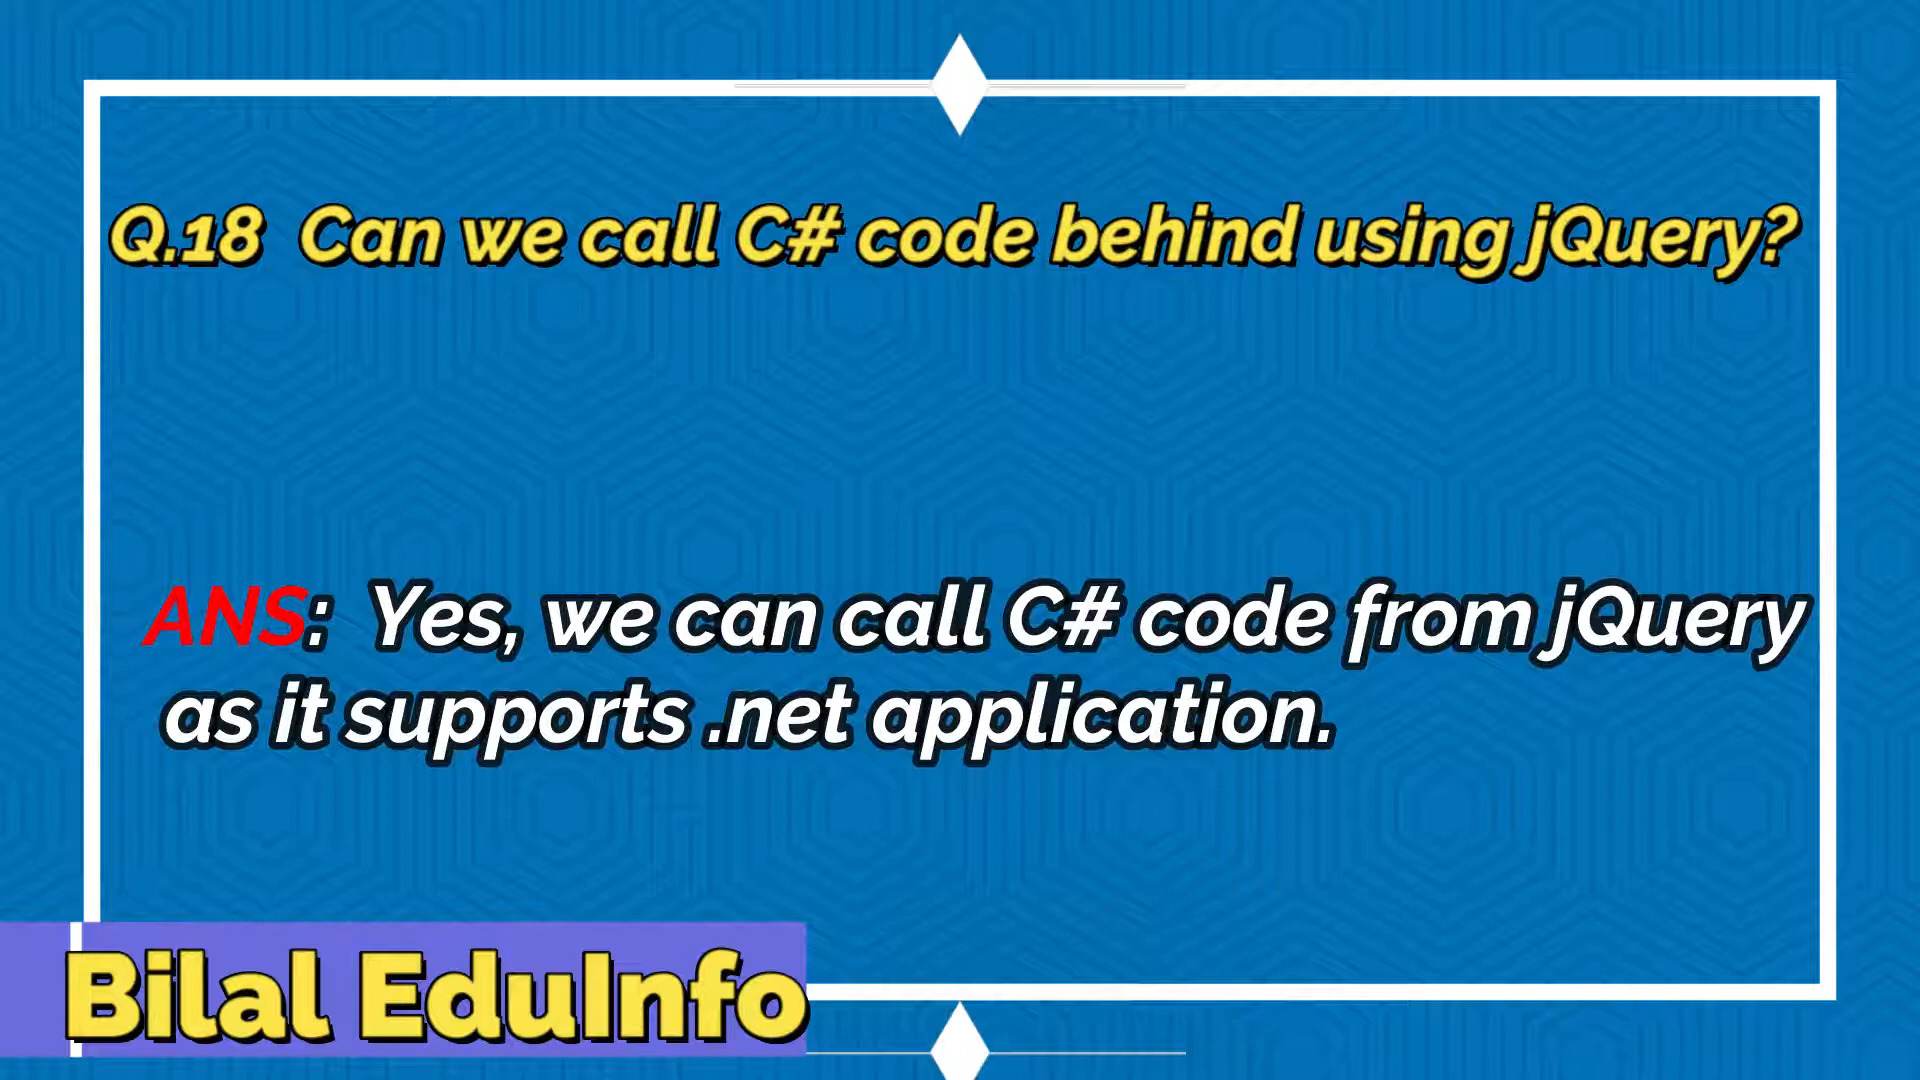 Q.18 Can we call C# code behind using jQuery?
ANS: Yes, we can call C# code from jQuery
as it supports .net application.
Bilal EduInfo